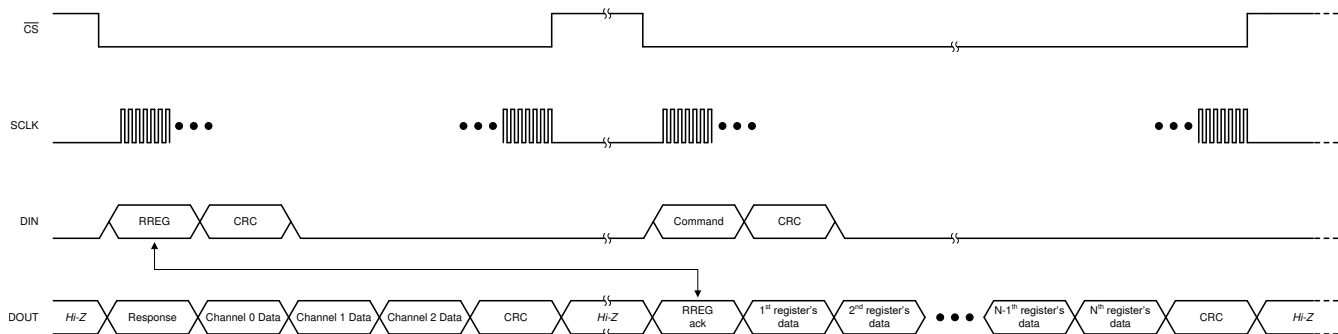 CS
SCLK
DIN
RREG
CRC
Command
CRC
DOUT
Hi-Z
Response
Channel 0 Data
Channel 1 Data
Channel 2 Data
CRC
Hi-Z
RREG
ack
1st register's
data
2nd register's
data
N-1th register's
data
Nth register's
data
CRC
Hi-Z